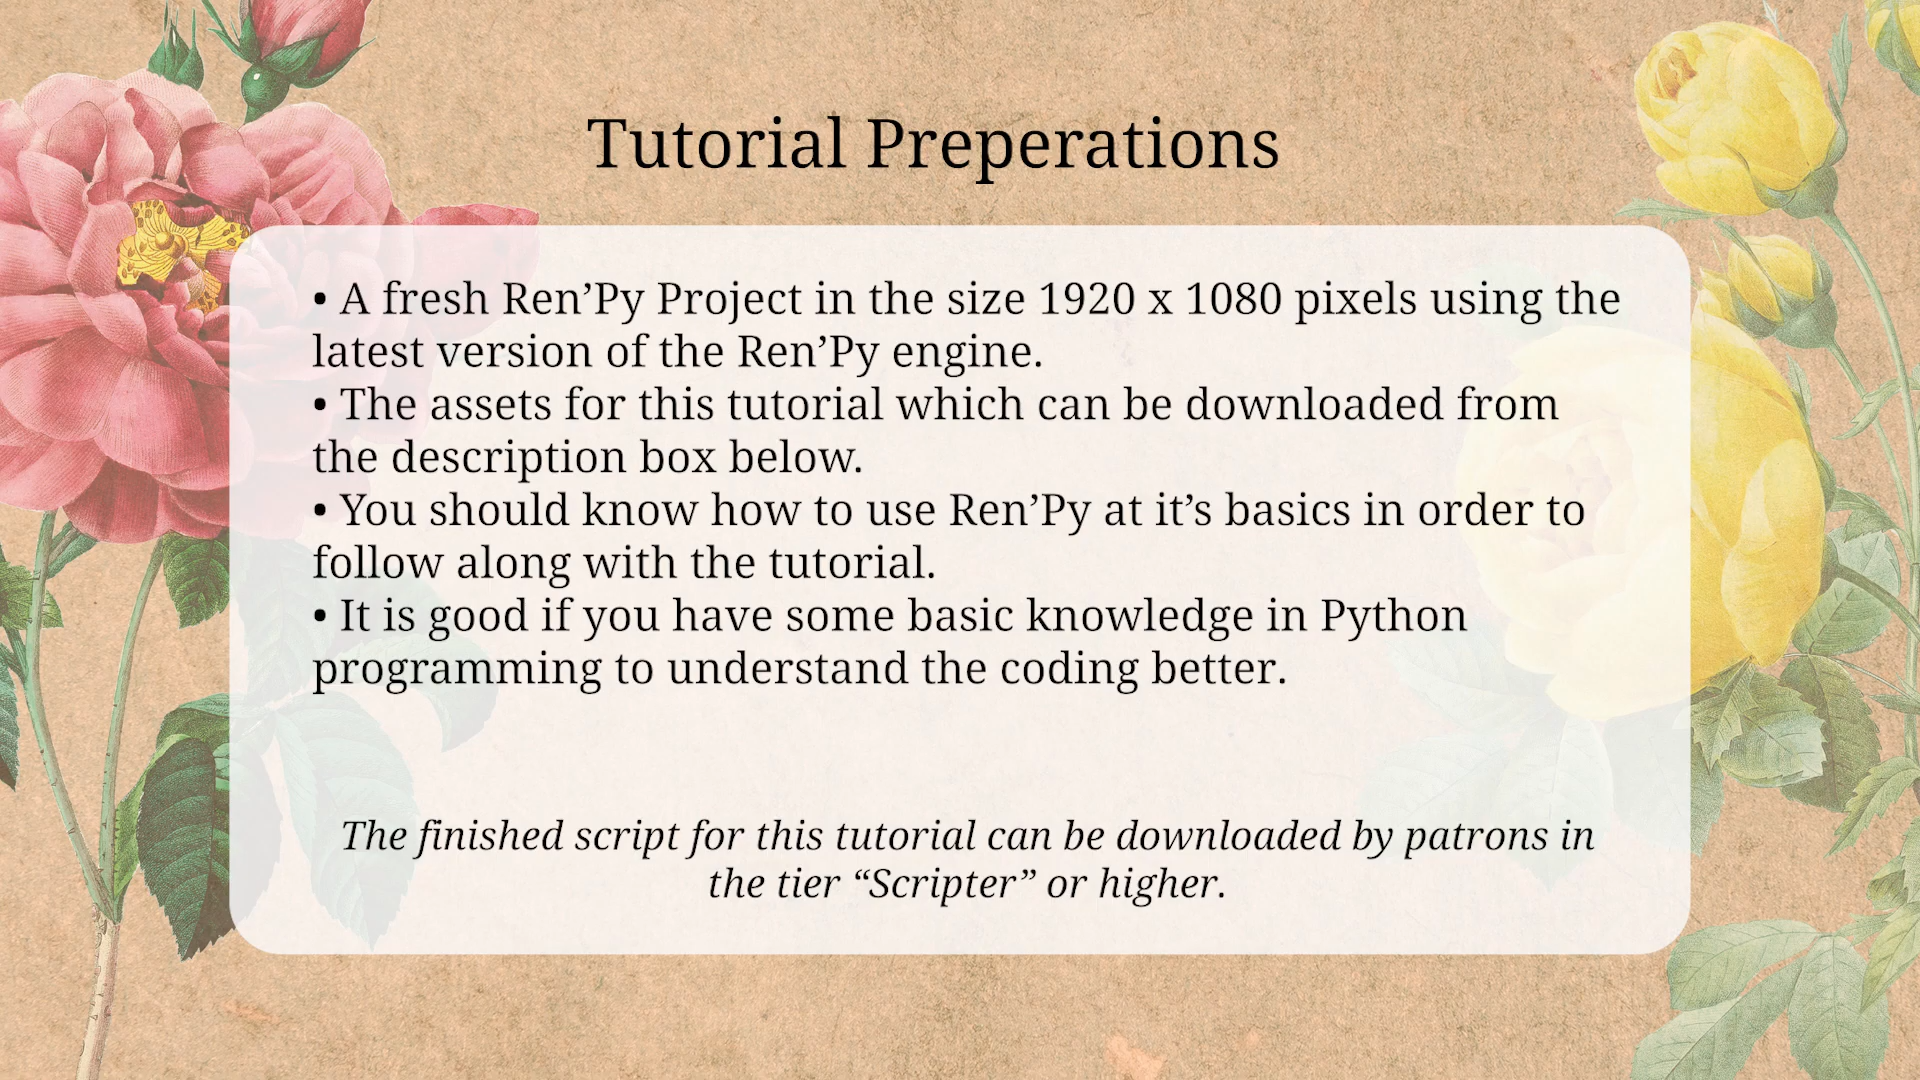 Tutorial Preperations
• A fresh Ren’Py Project in the size 1920 x 1080 pixels using the
latest version of the Ren’Py engine.
• The assets for this tutorial which can be downloaded from
the description box below.
• You should know how to use Ren’Py at it’s basics in order to
follow along with the tutorial.
• It is good if you have some basic knowledge in Python
programming to understand the coding better.
The finished script for this tutorial can be downloaded by patrons in
the tier “Scripter” or higher.